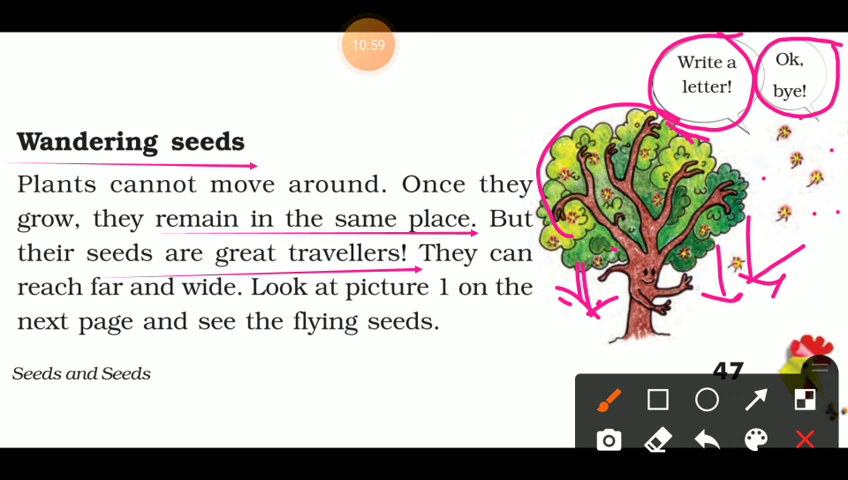 10:59
Write a
letter!
Ok,
bye!
Wandering seeds
Plants cannot move around. Once they
grow, they remain in the same place. But
their seeds are great travellers! They can
reach far and wide. Look at picture 1 on the
next page and see the flying seeds.
Seeds and Seeds
47